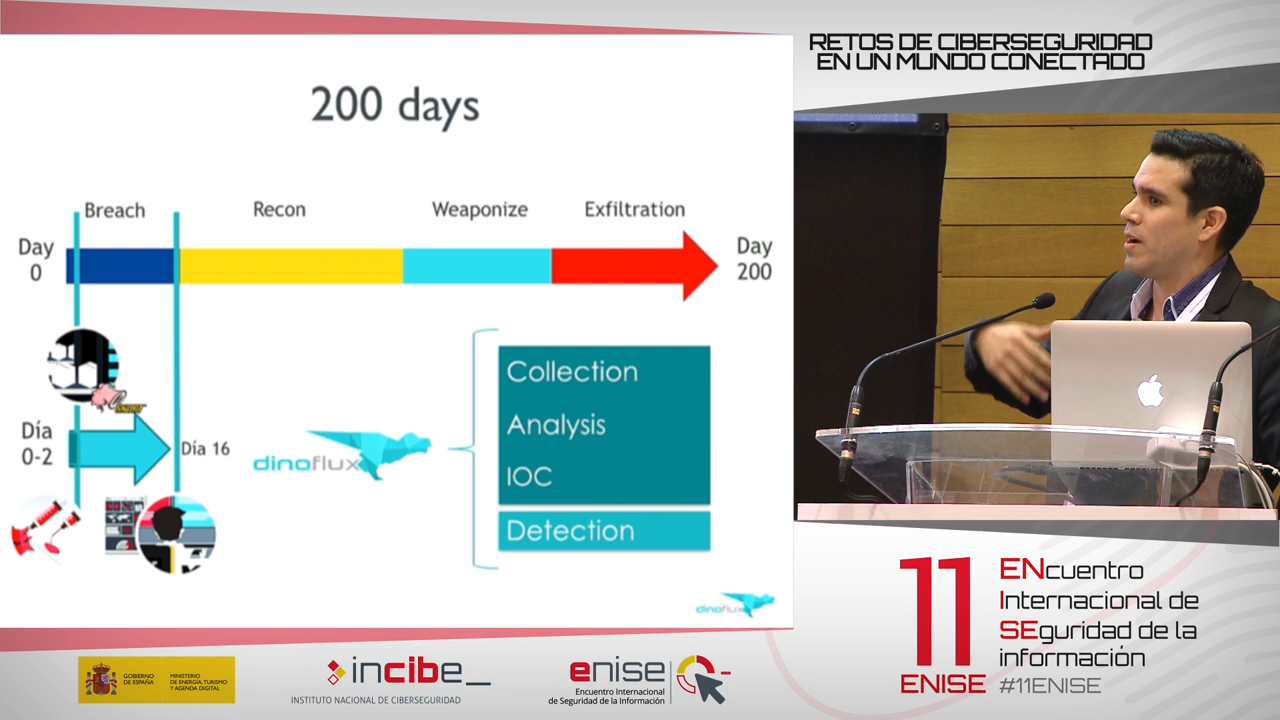 RETOS DE CIBERSEGURIDAD
EN UN MUNDO CONECTADO
200 days
Breach
Recon
Weaponize
Exfiltration
Day
0
Day
200
SNORT
Día
0-2
Día 16
dinoflux
Collection
Analysis
IOC
Detection
dinoflux
11
ENISE
ENcuentro
Internacional de
SEguridad de la
información
#11ENISE
GOBIERNO
DE ESPAÑA
MINISTERIO
DE ENERGÍA, TURISMO
Y AGENDA DIGITAL
incibe_
INSTITUTO NACIONAL DE CIBERSEGURIDAD
enise
Encuentro Internacional
de Seguridad de la Información